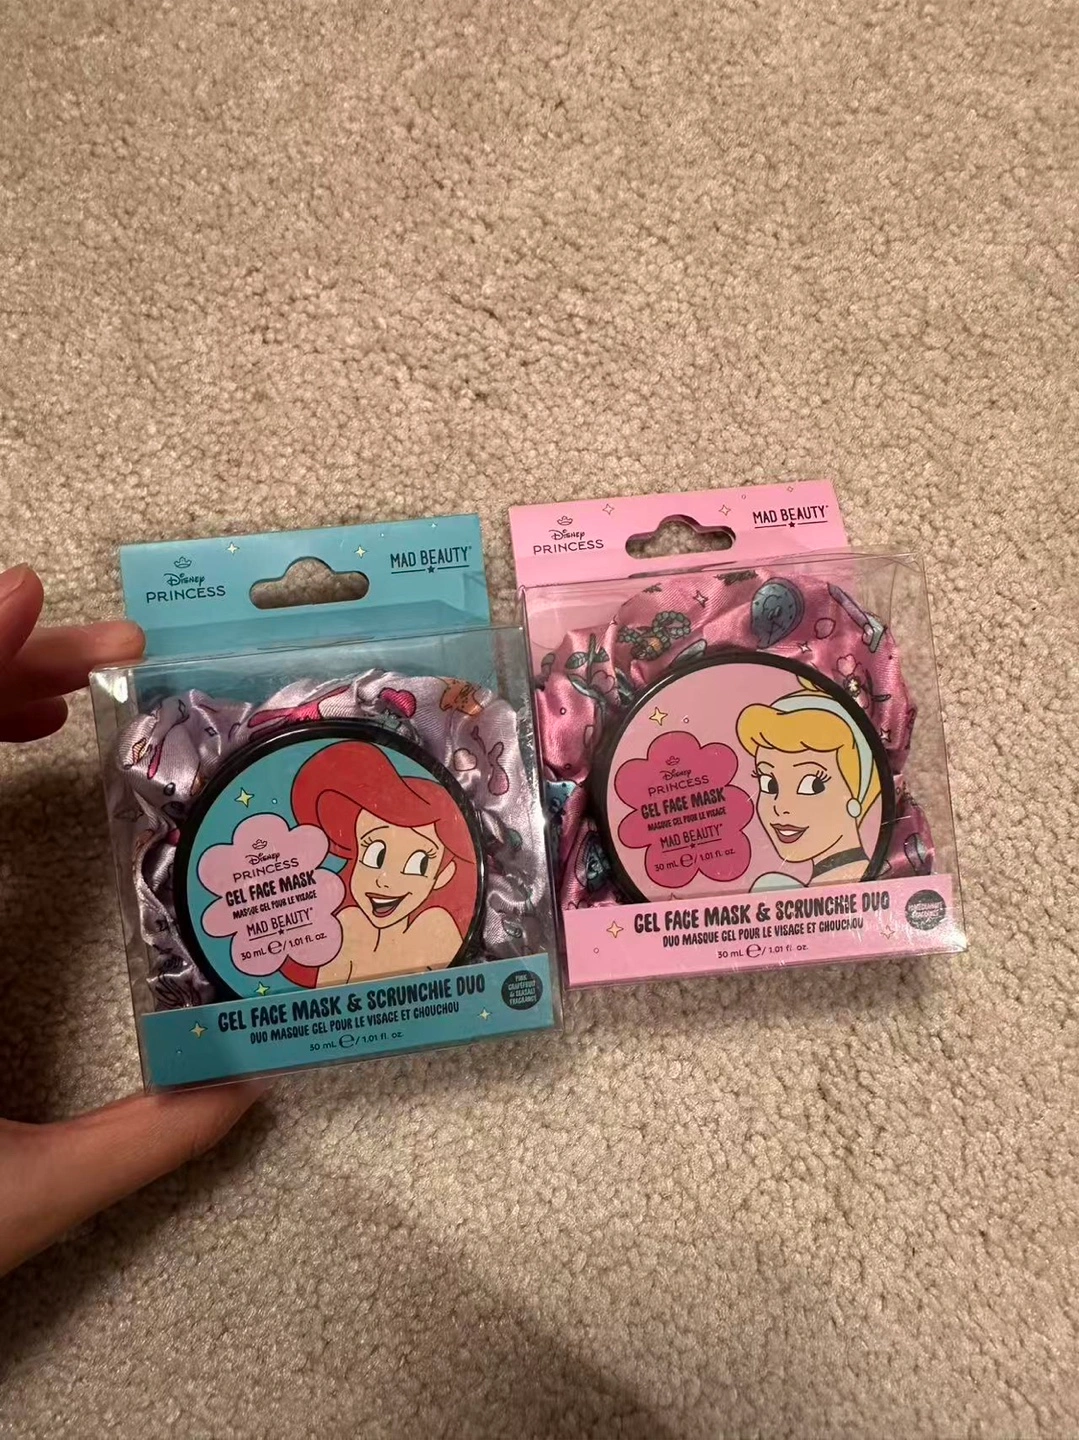 Disney
PRINCESS
MAD BEAUTY
Disney
PRINCESS
GEL FACE MASK
MASQUE GEL POUR LE VISAGE
MAD BEAUTY
30 mL e / 1.01 fl. oz.
GEL FACE MASK & SCRUNCHIE DUO
DUO MASQUE GEL POUR LE VISAGE ET CHOUCHOU
30 mL e / 1.01 fl. oz.
PINK
GRAPEFRUIT
& SEASALT
FRAGRANCE
Disney
PRINCESS
MAD BEAUTY
Disney
PRINCESS
GEL FACE MASK
MASQUE GEL POUR LE VISAGE
MAD BEAUTY
30 mL e / 1.01 fl. oz.
GEL FACE MASK & SCRUNCHIE DUO
DUO MASQUE GEL POUR LE VISAGE ET CHOUCHOU
30 mL e / 1.01 fl. oz.